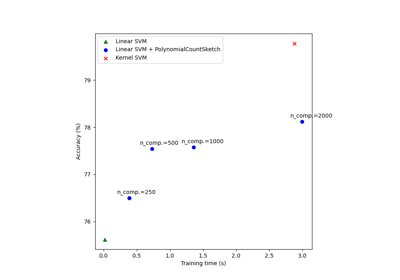 Linear SVM
Linear SVM + PolynomialCountSketch
Kernel SVM
79
78
77
76
Accuracy (%)
n_comp.=2000
n_comp.=500
n_comp.=1000
n_comp.=250
0.0 0.5 1.0 1.5 2.0 2.5 3.0
Training time (s)